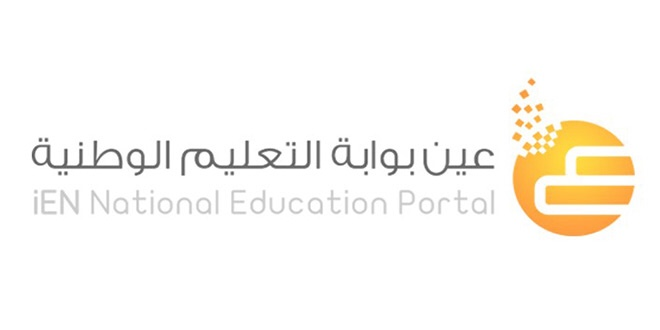 عين بوابة التعليم الوطنية
iEN National Education Portal